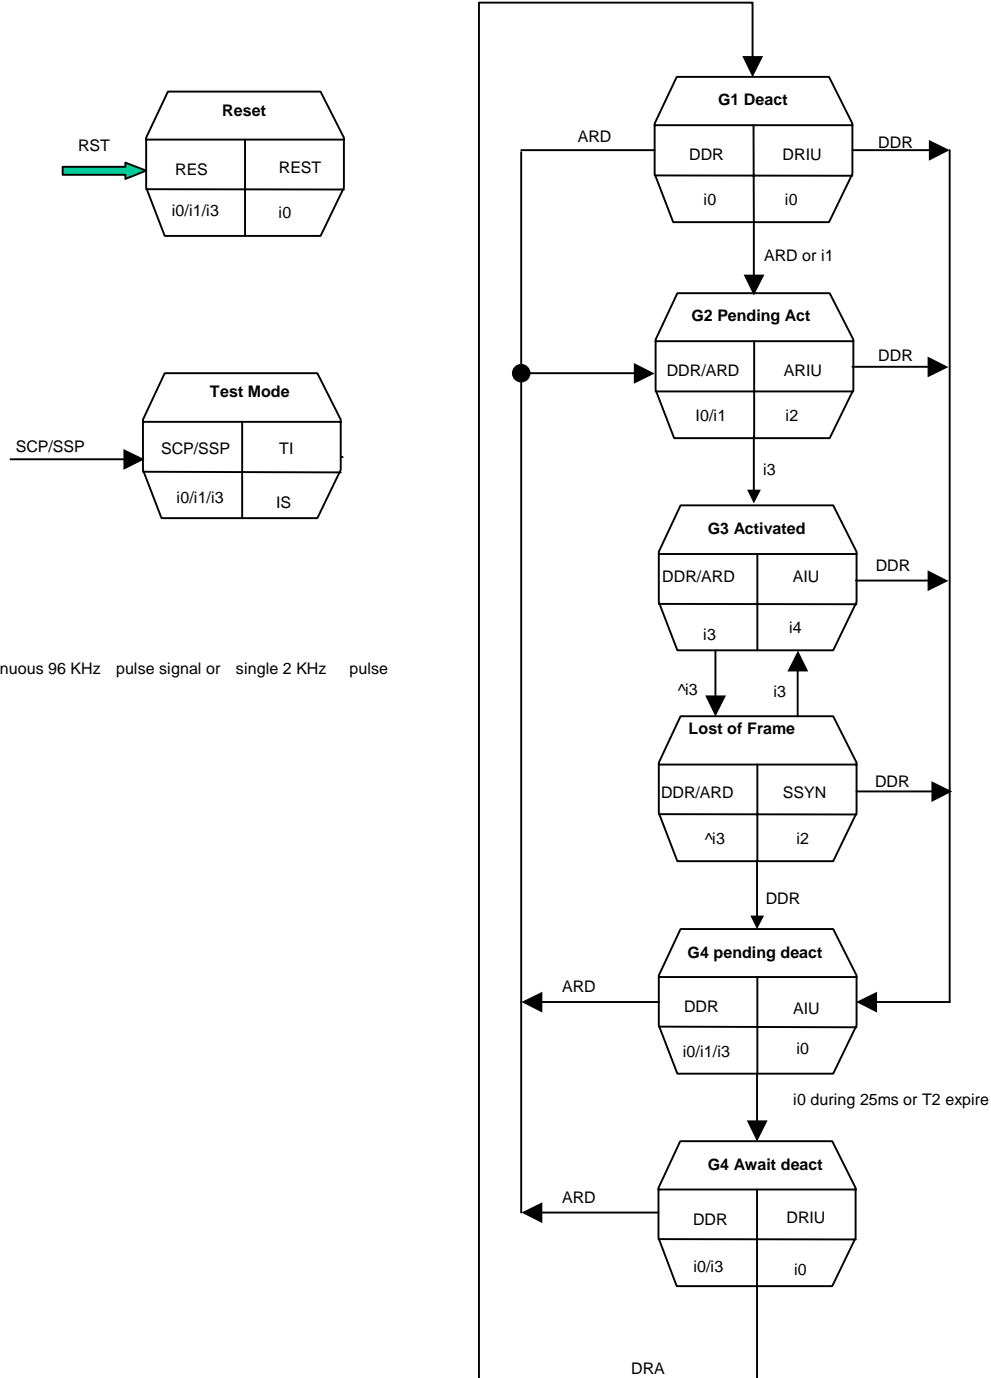 Reset
RST
RES
REST
i0/i1/i3
i0
Test Mode
SCP/SSP
SCP/SSP
TI
i0/i1/i3
IS
nuous 96 KHz pulse signal or single 2 KHz pulse
G1 Deact
ARD
DDR
DRIU
DDR
i0
i0
ARD or i1
G2 Pending Act
DDR/ARD
ARIU
DDR
I0/i1
i2
i3
G3 Activated
DDR/ARD
AIU
DDR
i3
i4
^i3
i3
Lost of Frame
DDR/ARD
SSYN
DDR
^i3
i2
DDR
G4 pending deact
ARD
DDR
AIU
i0/i1/i3
i0
i0 during 25ms or T2 expire
G4 Await deact
ARD
DDR
DRIU
i0/i3
i0
DRA